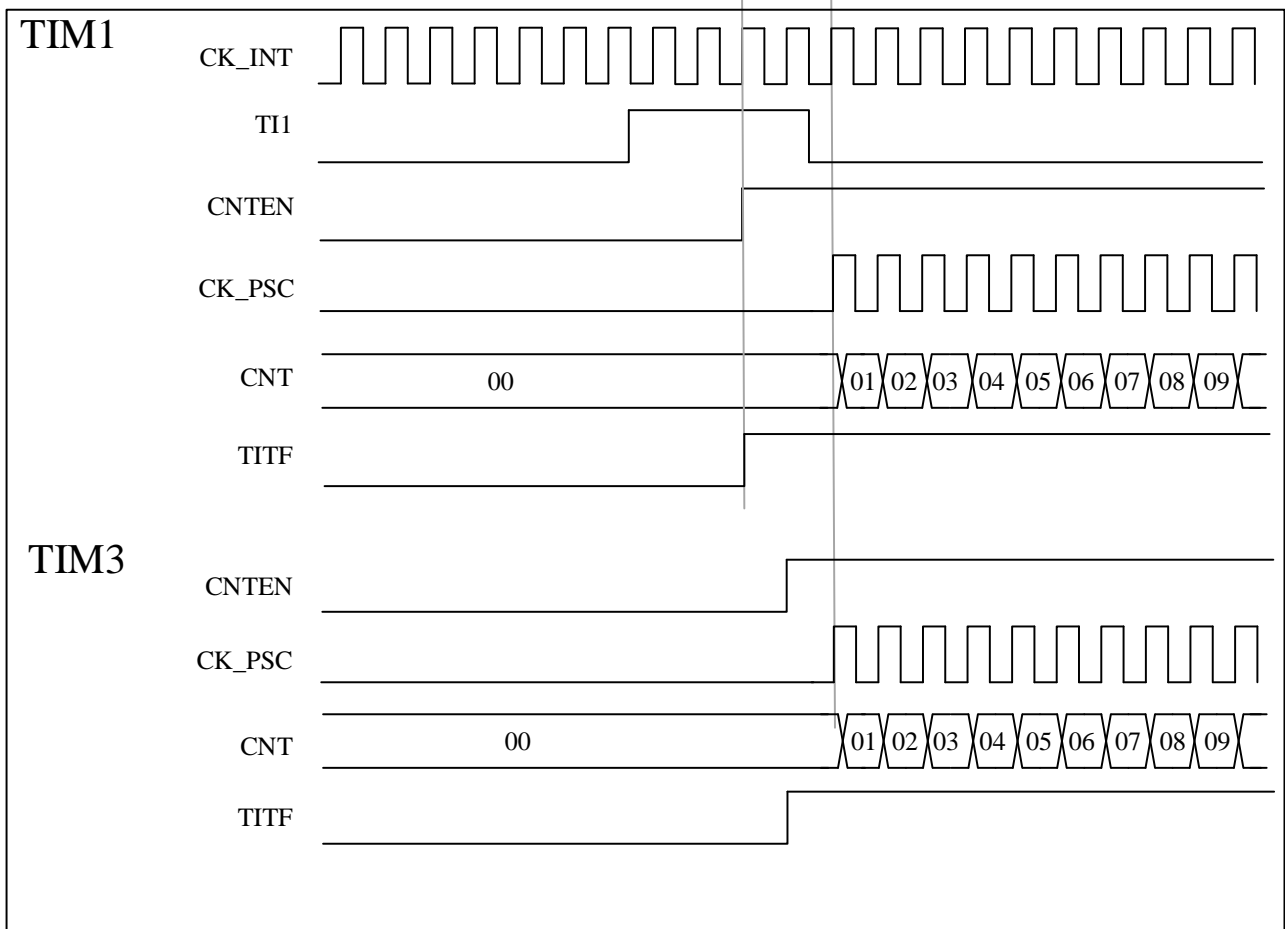 TIM1
CK_INT
TI1
CNTEN
CK_PSC
CNT 00 01 02 03 04 05 06 07 08 09
TITF
TIM3
CNTEN
CK_PSC
CNT 00 01 02 03 04 05 06 07 08 09
TITF